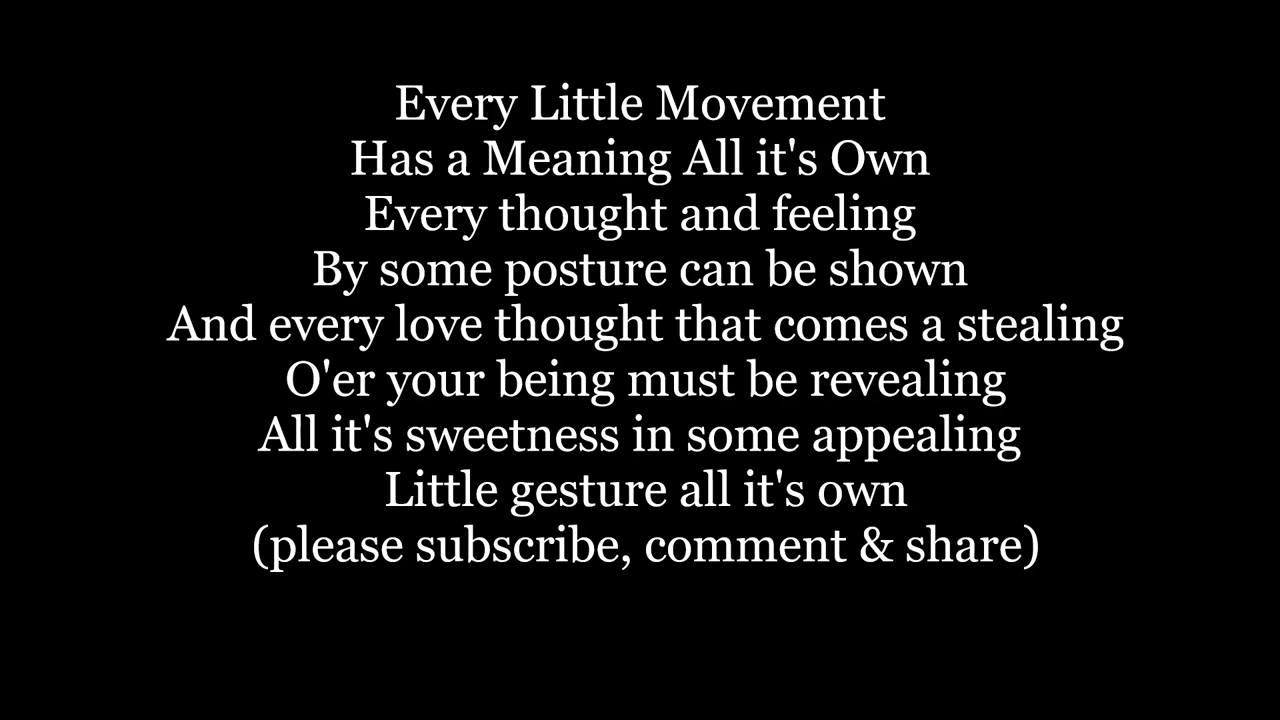 Every Little Movement
Has a Meaning All it's Own
Every thought and feeling
By some posture can be shown
And every love thought that comes a stealing
O'er your being must be revealing
All it's sweetness in some appealing
Little gesture all it's own
(please subscribe, comment & share)